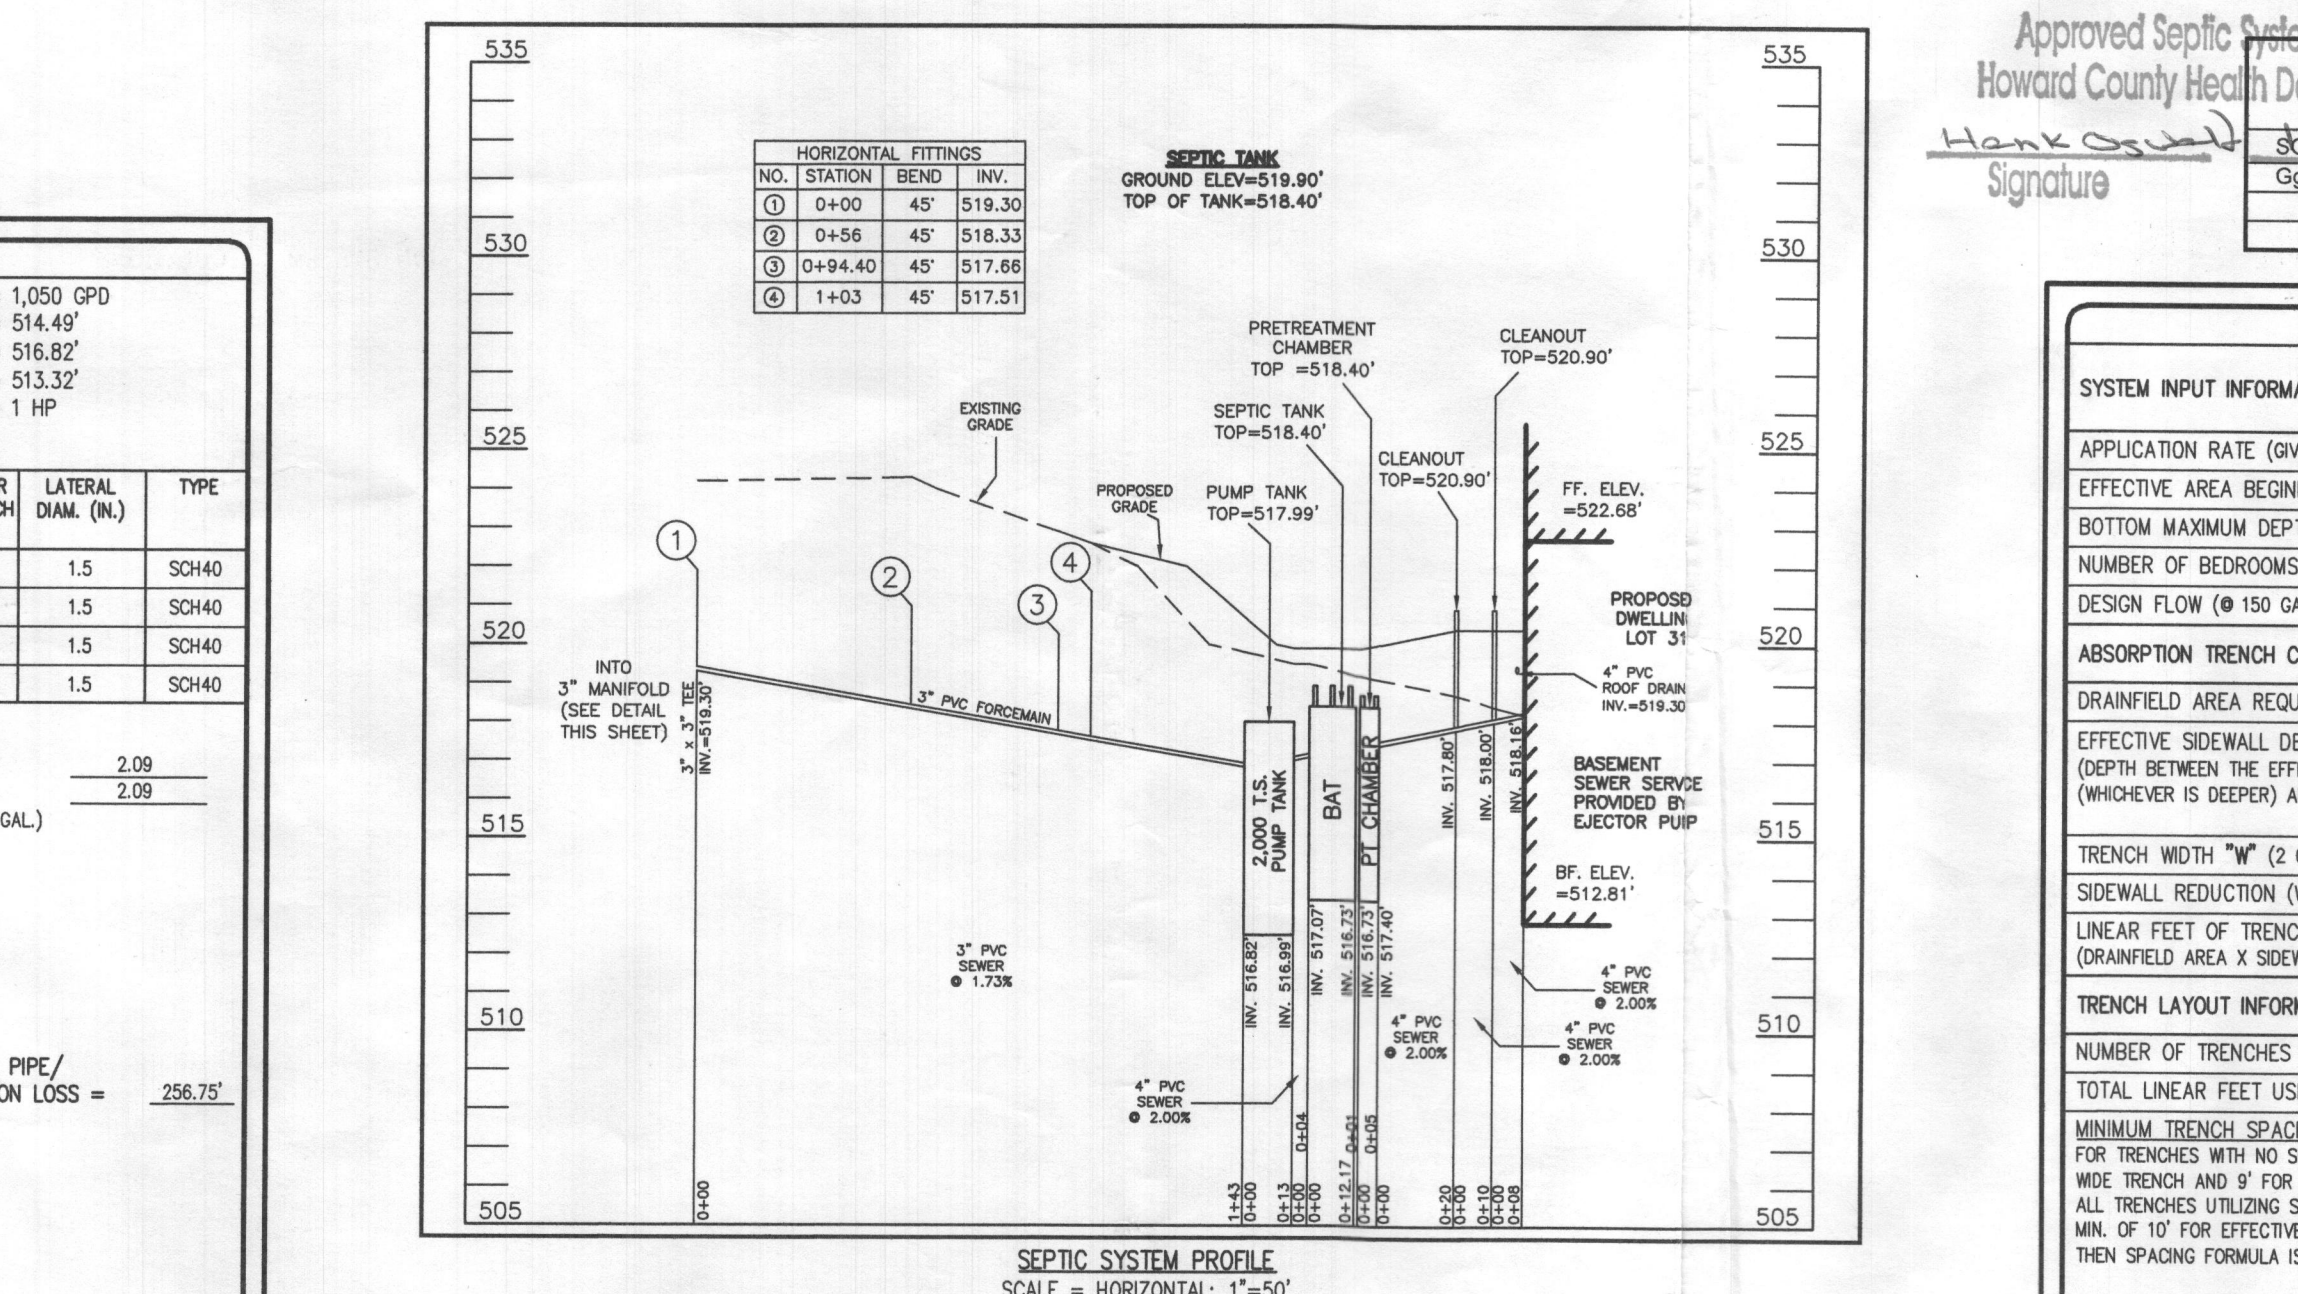 1,050 GPD
514.49'
516.82'
513.32'
1 HP
LATERAL
DIAM. (IN.)
TYPE
1.5 SCH40
1.5 SCH40
1.5 SCH40
1.5 SCH40
2.09
2.09
GAL.)
PIPE/
ON LOSS = 256.75'
535
530
525
520
515
510
505
HORIZONTAL FITTINGS
NO. STATION BEND INV.
1 0+00 45° 519.30
2 0+56 45° 518.33
3 0+94.40 45° 517.66
4 1+03 45° 517.51
SEPTIC TANK
GROUND ELEV=519.90'
TOP OF TANK=518.40'
PRETREATMENT
CHAMBER
TOP =518.40'
CLEANOUT
TOP=520.90'
EXISTING
GRADE
SEPTIC TANK
TOP=518.40'
CLEANOUT
TOP=520.90'
PROPOSED
GRADE
PUMP TANK
TOP=517.99'
FF. ELEV.
=522.68'
1
2
3
4
PROPOSD
DWELLIN
LOT 31
INTO
3" MANIFOLD
(SEE DETAIL
THIS SHEET)
3" x 3" TEE
INV.=519.30'
3" PVC FORCEMAIN
4" PVC
ROOF DRAIN
INV.=519.30
2,000 T.S.
PUMP TANK
BAT
PT CHAMBER
INV. 517.80'
INV. 518.00'
INV. 518.16'
BASEMENT
SEWER SERVCE
PROVIDED BY
EJECTOR PUIP
BF. ELEV.
=512.81'
3" PVC
SEWER
@ 1.73%
INV. 516.82'
INV. 516.99'
INV. 517.07'
INV. 516.73'
INV. 516.73'
INV. 517.40'
4" PVC
SEWER
@ 2.00%
4" PVC
SEWER
@ 2.00%
4" PVC
SEWER
@ 2.00%
4" PVC
SEWER
@ 2.00%
0+00
1+43
0+00
0+13
0+00
0+04
0+00
0+12.17
0+01
0+00
0+05
0+00
0+20
0+00
0+10
0+00
0+08
535
530
525
520
515
510
505
SEPTIC SYSTEM PROFILE
SCALE = HORIZONTAL: 1"=50'
Approved Septic Syste
Howard County Health D
Hank Oswald
Signature
SYSTEM INPUT INFORMA
APPLICATION RATE (GIV
EFFECTIVE AREA BEGIN
BOTTOM MAXIMUM DEP
NUMBER OF BEDROOMS
DESIGN FLOW (@ 150 GA
ABSORPTION TRENCH C
DRAINFIELD AREA REQU
EFFECTIVE SIDEWALL DE
(DEPTH BETWEEN THE EFF
(WHICHEVER IS DEEPER) A
TRENCH WIDTH "W" (2
SIDEWALL REDUCTION (
LINEAR FEET OF TRENC
(DRAINFIELD AREA X SIDEW
TRENCH LAYOUT INFOR
NUMBER OF TRENCHES
TOTAL LINEAR FEET US
MINIMUM TRENCH SPAC
FOR TRENCHES WITH NO S
WIDE TRENCH AND 9' FOR
ALL TRENCHES UTILIZING S
MIN. OF 10' FOR EFFECTIVE
THEN SPACING FORMULA IS